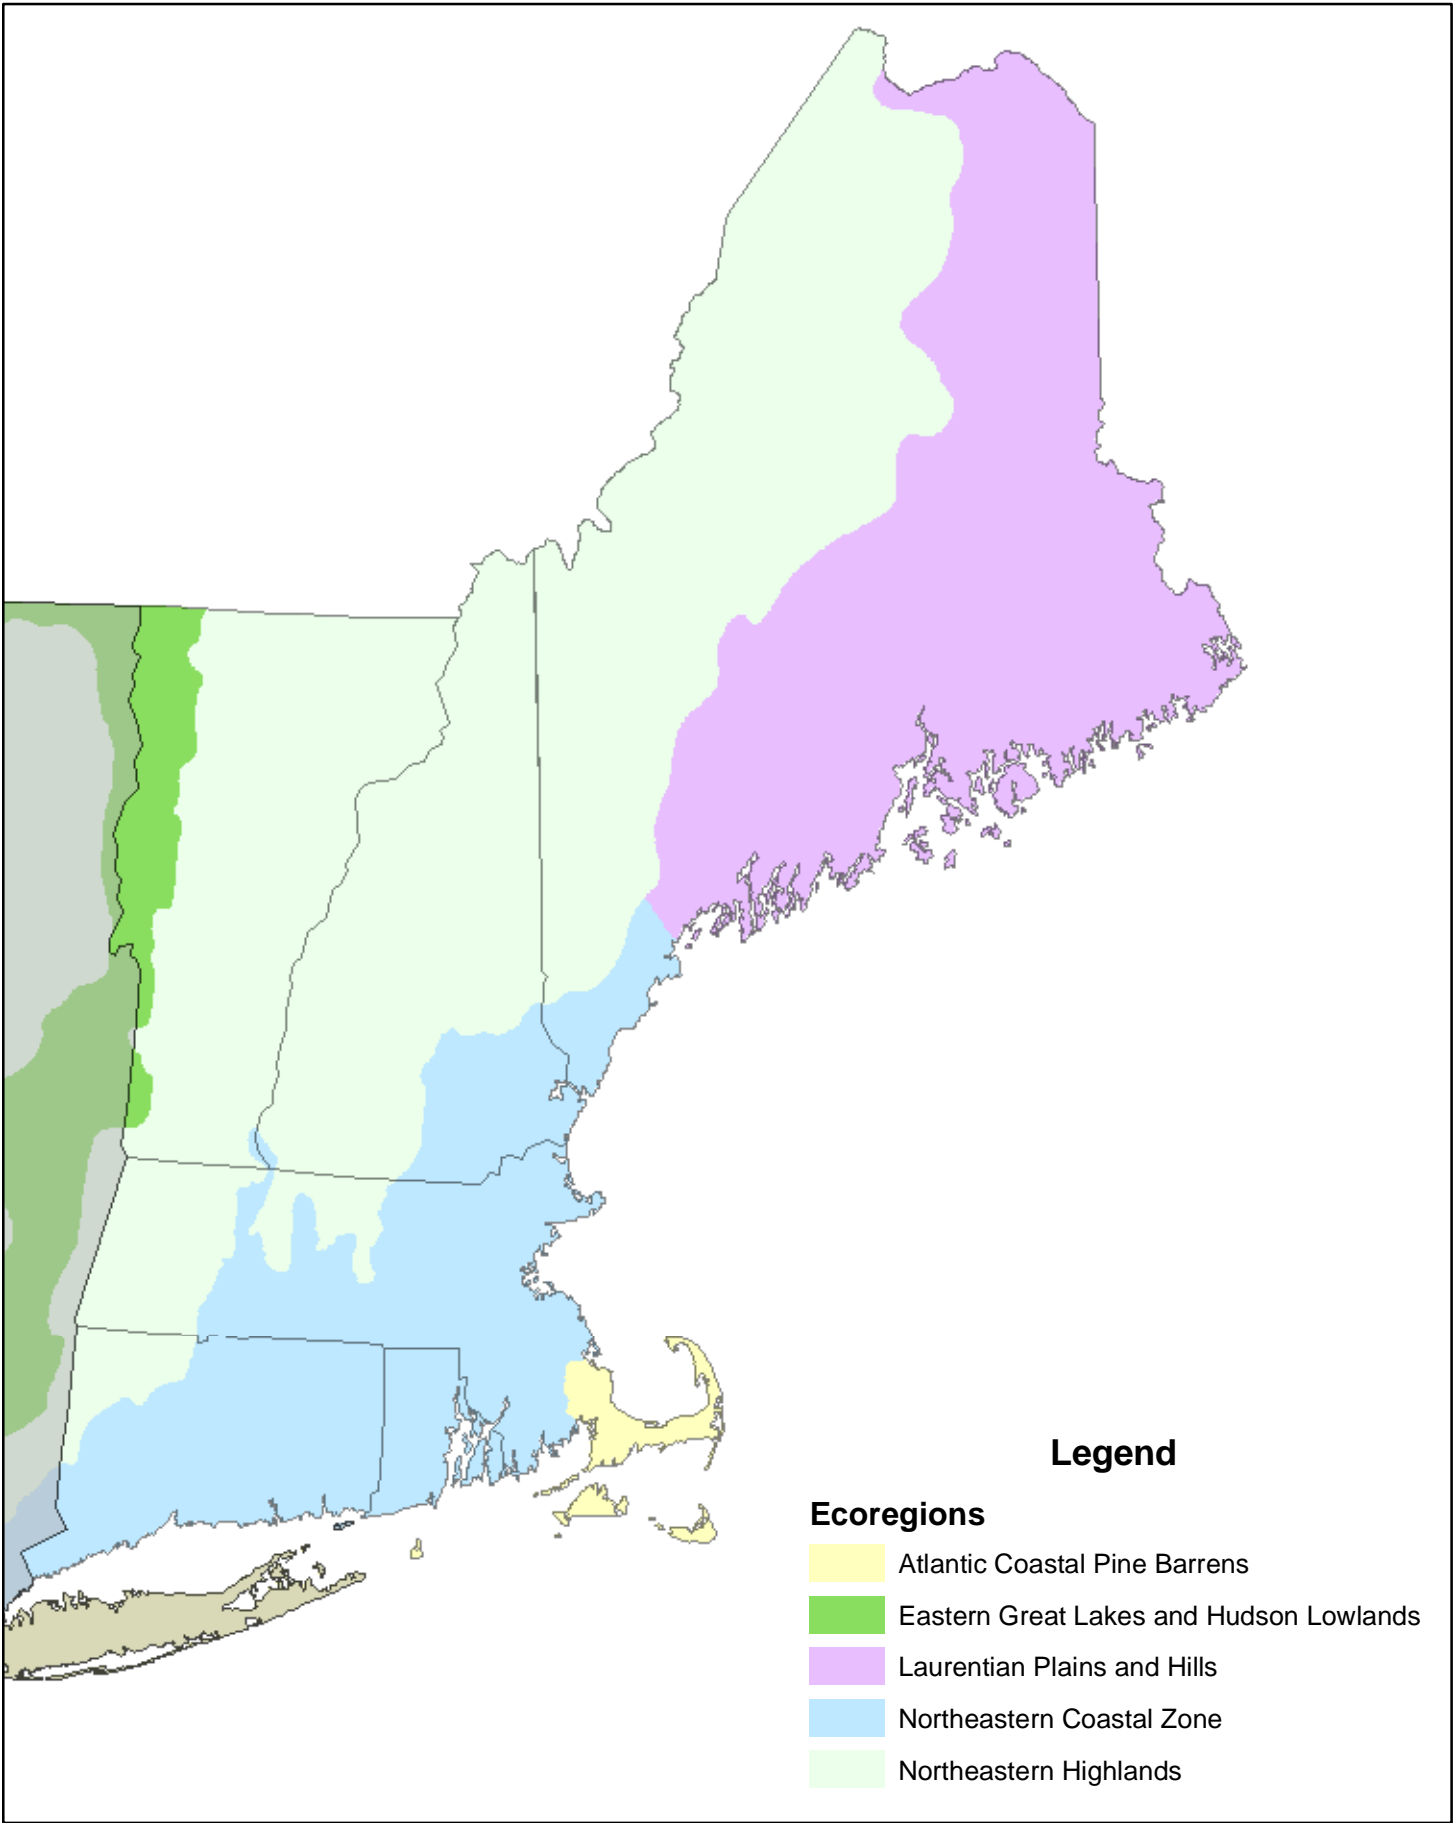 Legend
Ecoregions
Atlantic Coastal Pine Barrens
Eastern Great Lakes and Hudson Lowlands
Laurentian Plains and Hills
Northeastern Coastal Zone
Northeastern Highlands